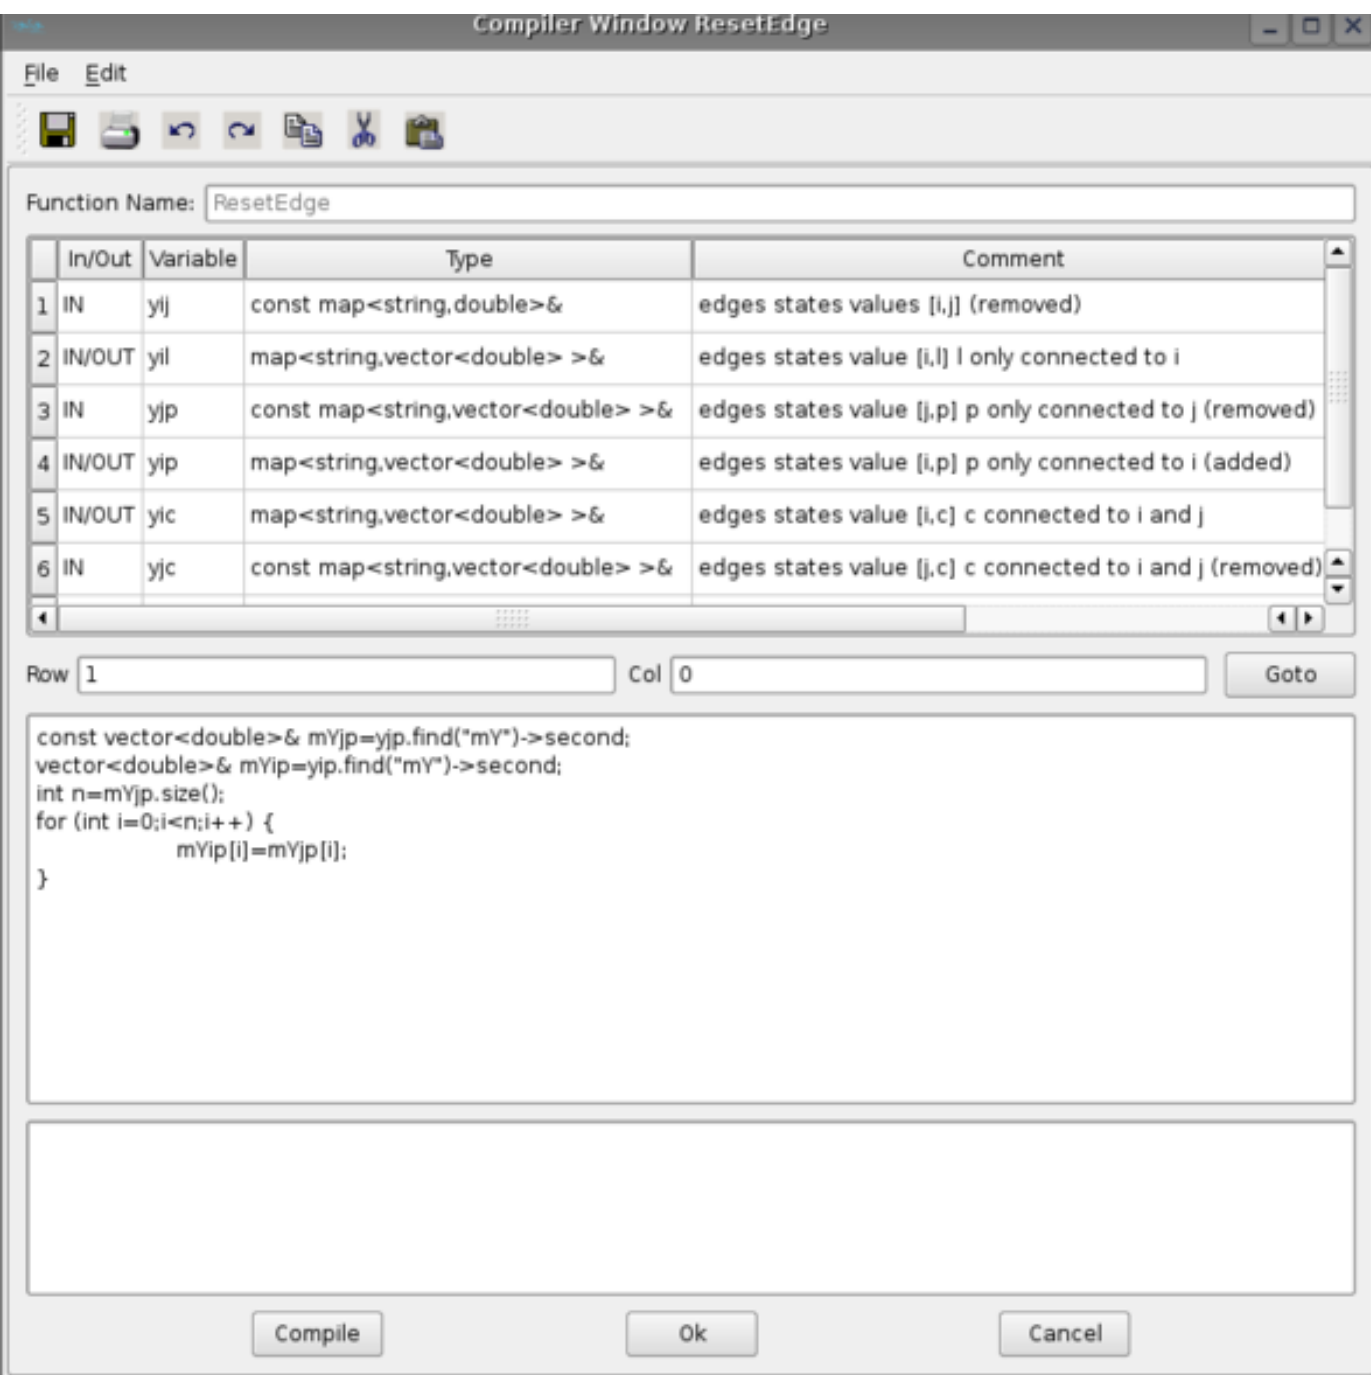 Compiler Window ResetEdge
File Edit
Function Name: ResetEdge
In/Out Variable Type Comment
1 IN yij const map<string,double>& edges states values [i,j] (removed)
2 IN/OUT yil map<string,vector<double> >& edges states value [i,l] l only connected to i
3 IN yjp const map<string,vector<double> >& edges states value [j,p] p only connected to j (removed)
4 IN/OUT yip map<string,vector<double> >& edges states value [i,p] p only connected to i (added)
5 IN/OUT yic map<string,vector<double> >& edges states value [i,c] c connected to i and j
6 IN yjc const map<string,vector<double> >& edges states value [j,c] c connected to i and j (removed)
Row 1 Col 0 Goto
const vector<double>& mYjp=yjp.find("mY")->second;
vector<double>& mYip=yip.find("mY")->second;
int n=mYjp.size();
for (int i=0;i<n;i++) {
mYip[i]=mYjp[i];
}
Compile Ok Cancel